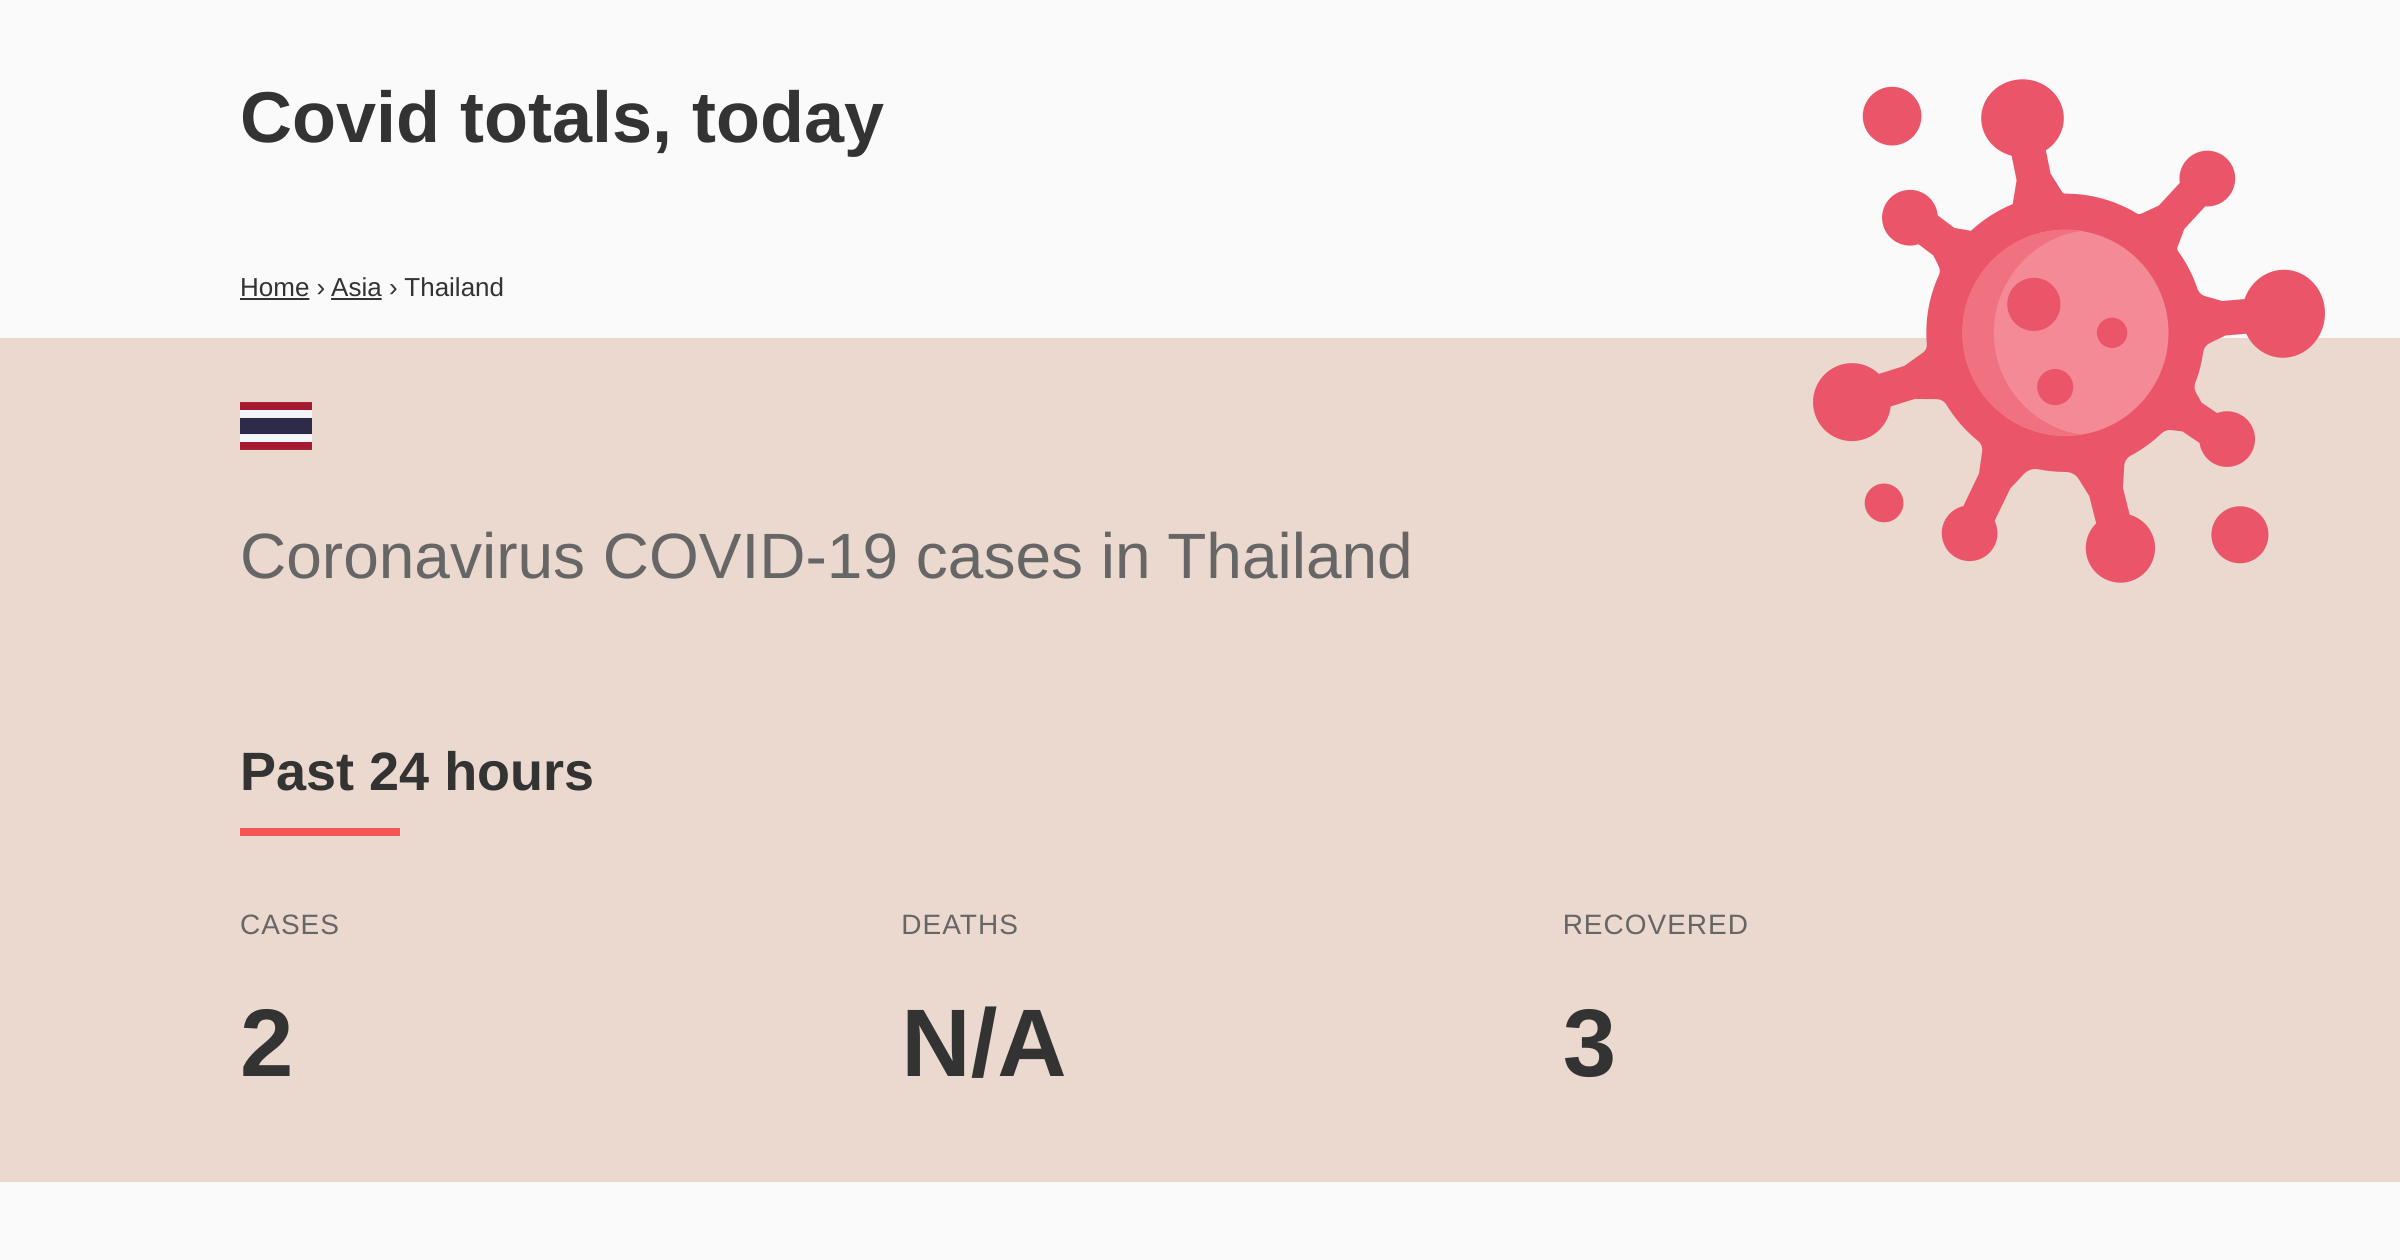 Covid totals, today
Home › Asia › Thailand
Coronavirus COVID-19 cases in Thailand
Past 24 hours
CASES DEATHS RECOVERED
2 N/A 3